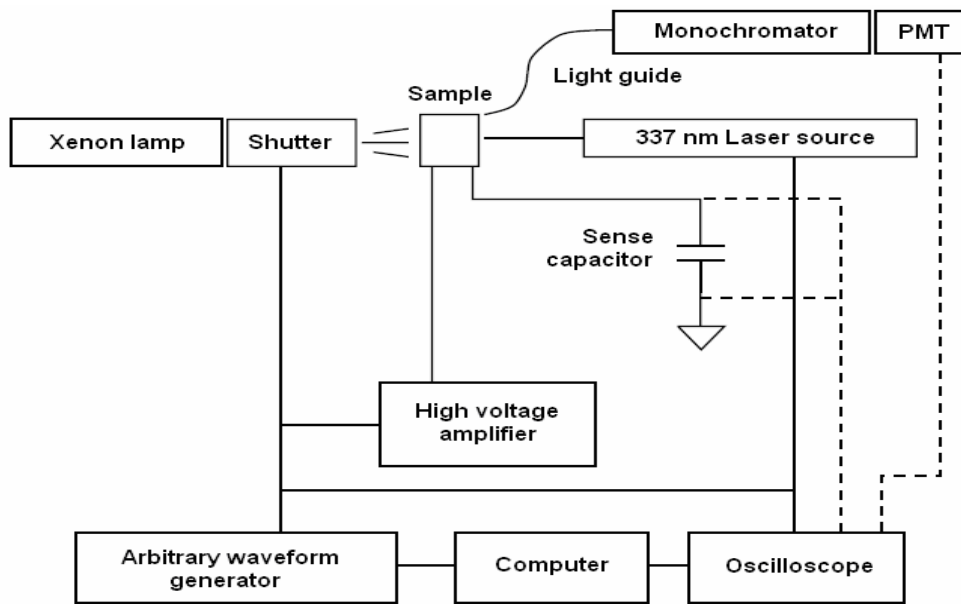 Monochromator
PMT
Light guide
Sample
Xenon lamp
Shutter
337 nm Laser source
Sense
capacitor
High voltage
amplifier
Arbitrary waveform
generator
Computer
Oscilloscope